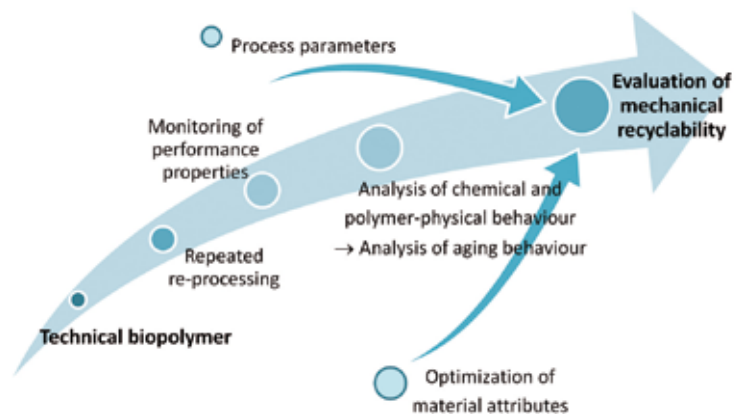 Process parameters
Evaluation of
mechanical
recyclability
Monitoring of
performance
properties
Analysis of chemical and
polymer-physical behaviour
→ Analysis of aging behaviour
Repeated
re-processing
Technical biopolymer
Optimization of
material attributes